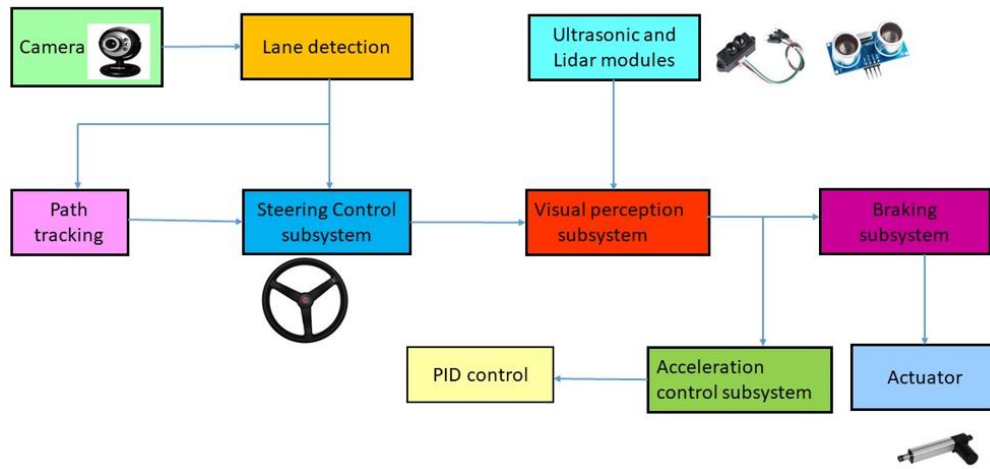 Camera
Lane detection
Ultrasonic and
Lidar modules
Path
tracking
Steering Control
subsystem
Visual perception
subsystem
Braking
subsystem
PID control
Acceleration
control subsystem
Actuator